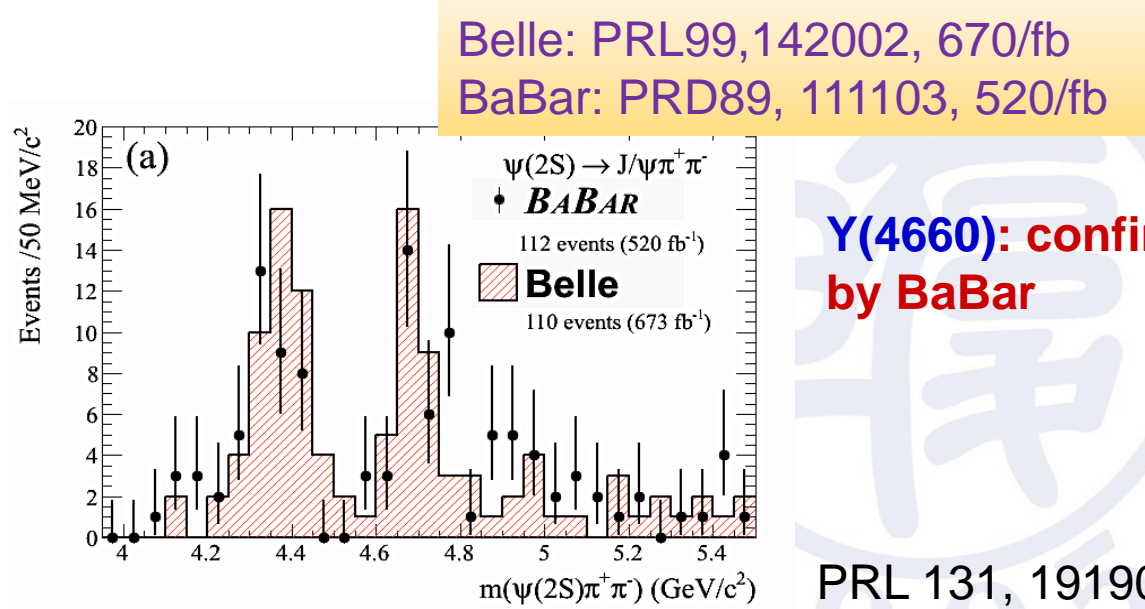 Belle: PRL99,142002, 670/fb
BaBar: PRD89, 111103, 520/fb
Events /50 MeV/c²
20
18
16
14
12
10
8
6
4
2
0
(a)
ψ(2S) → J/ψπ⁺π⁻
BABAR
112 events (520 fb⁻¹)
Belle
110 events (673 fb⁻¹)
4 4.2 4.4 4.6 4.8 5 5.2 5.4
m(ψ(2S)π⁺π⁻) (GeV/c²)
Y(4660): confi
by BaBar
PRL 131, 19190